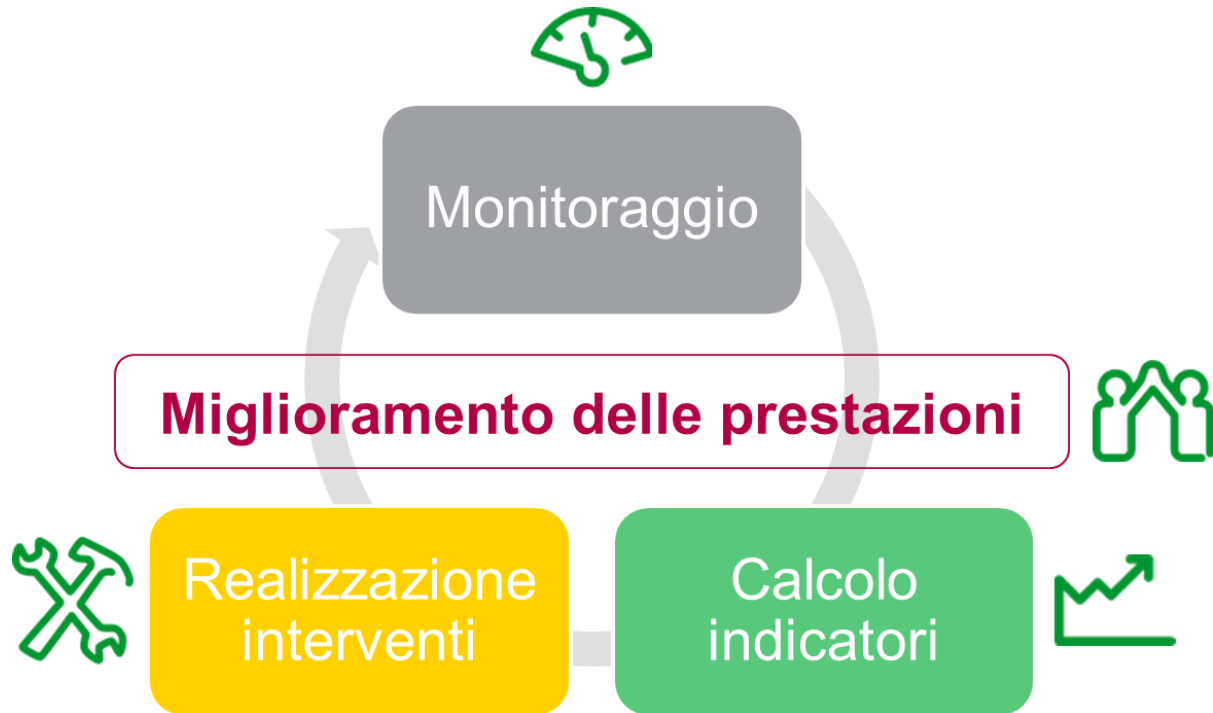 Monitoraggio
Miglioramento delle prestazioni
Realizzazione
interventi
Calcolo
indicatori